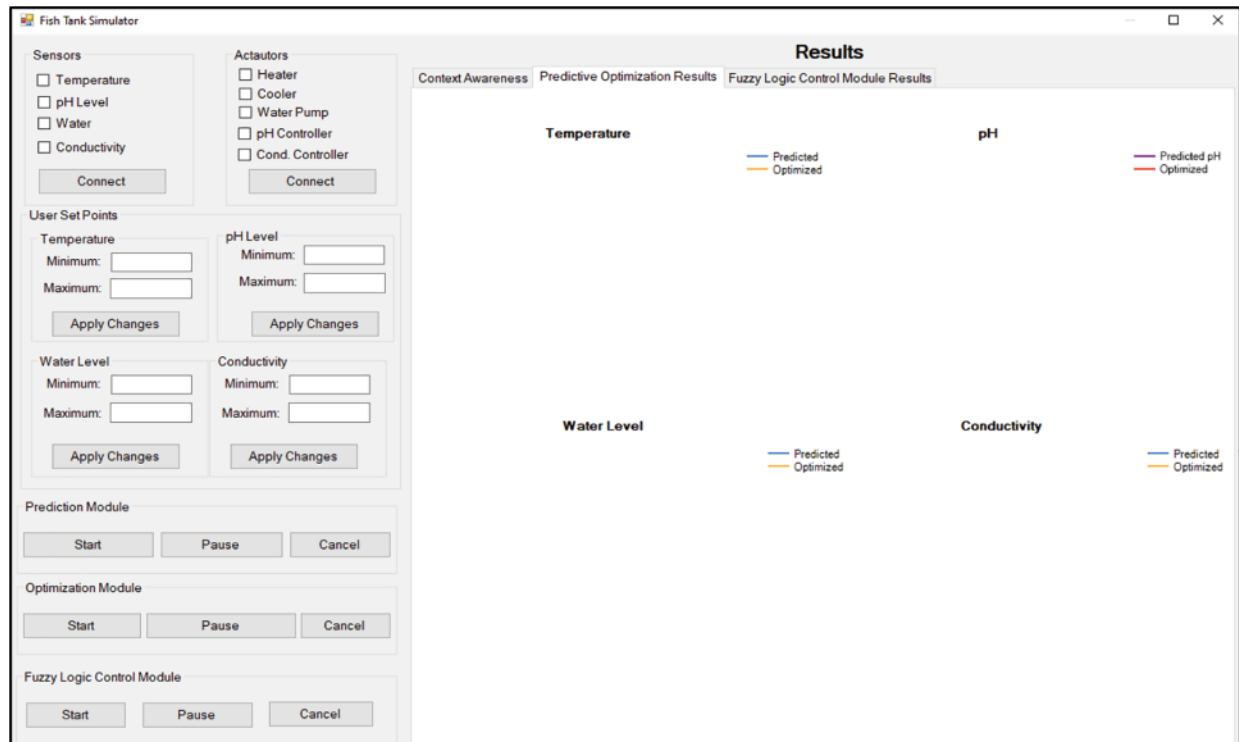 Fish Tank Simulator
Sensors
Temperature
pH Level
Water
Conductivity
Connect
Actautors
Heater
Cooler
Water Pump
pH Controller
Cond. Controller
Connect
User Set Points
Temperature
Minimum:
Maximum:
Apply Changes
pH Level
Minimum:
Maximum:
Apply Changes
Water Level
Minimum:
Maximum:
Apply Changes
Conductivity
Minimum:
Maximum:
Apply Changes
Prediction Module
Start Pause Cancel
Optimization Module
Start Pause Cancel
Fuzzy Logic Control Module
Start Pause Cancel
Results
Context Awareness Predictive Optimization Results Fuzzy Logic Control Module Results
Temperature
Predicted
Optimized
pH
Predicted pH
Optimized
Water Level
Predicted
Optimized
Conductivity
Predicted
Optimized